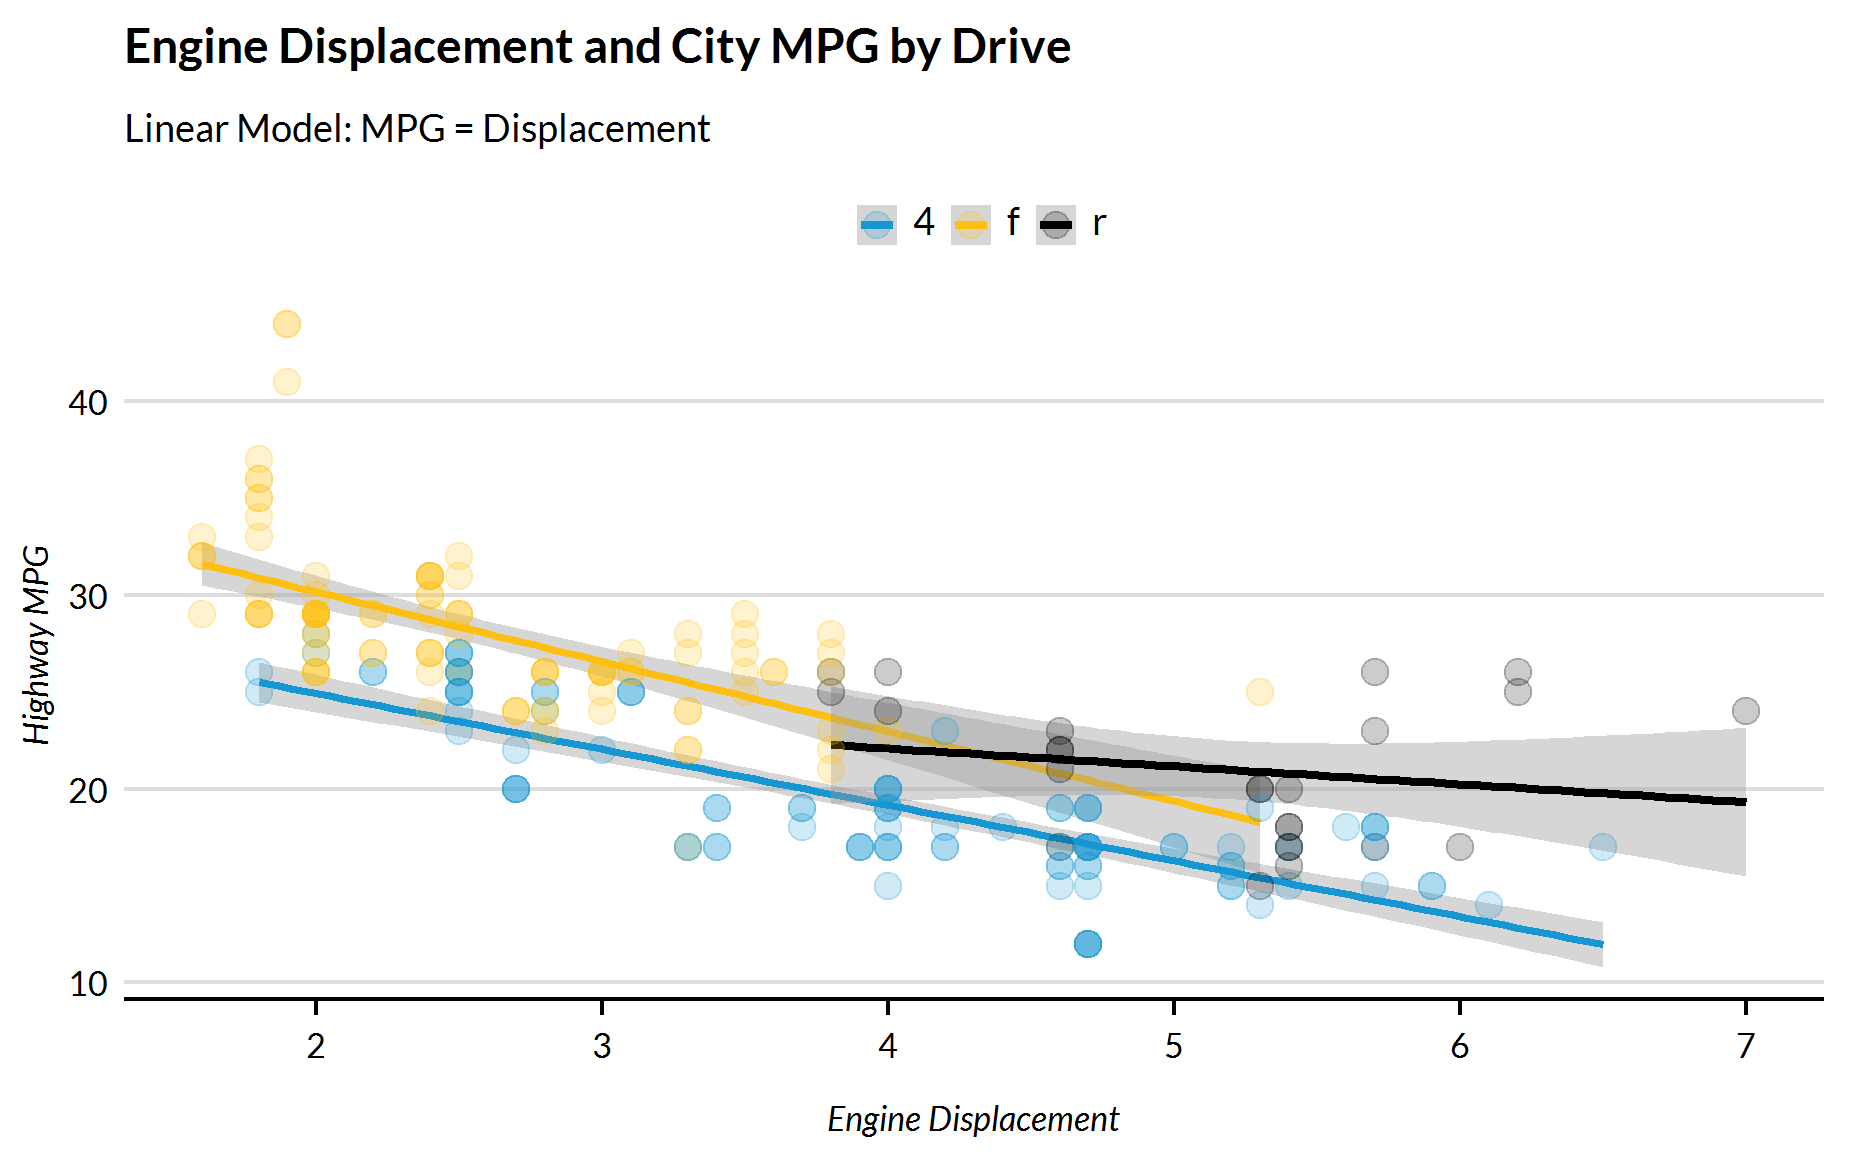 Engine Displacement and City MPG by Drive
Linear Model: MPG = Displacement
4 f r
Highway MPG
40
30
20
10
2 3 4 5 6 7
Engine Displacement